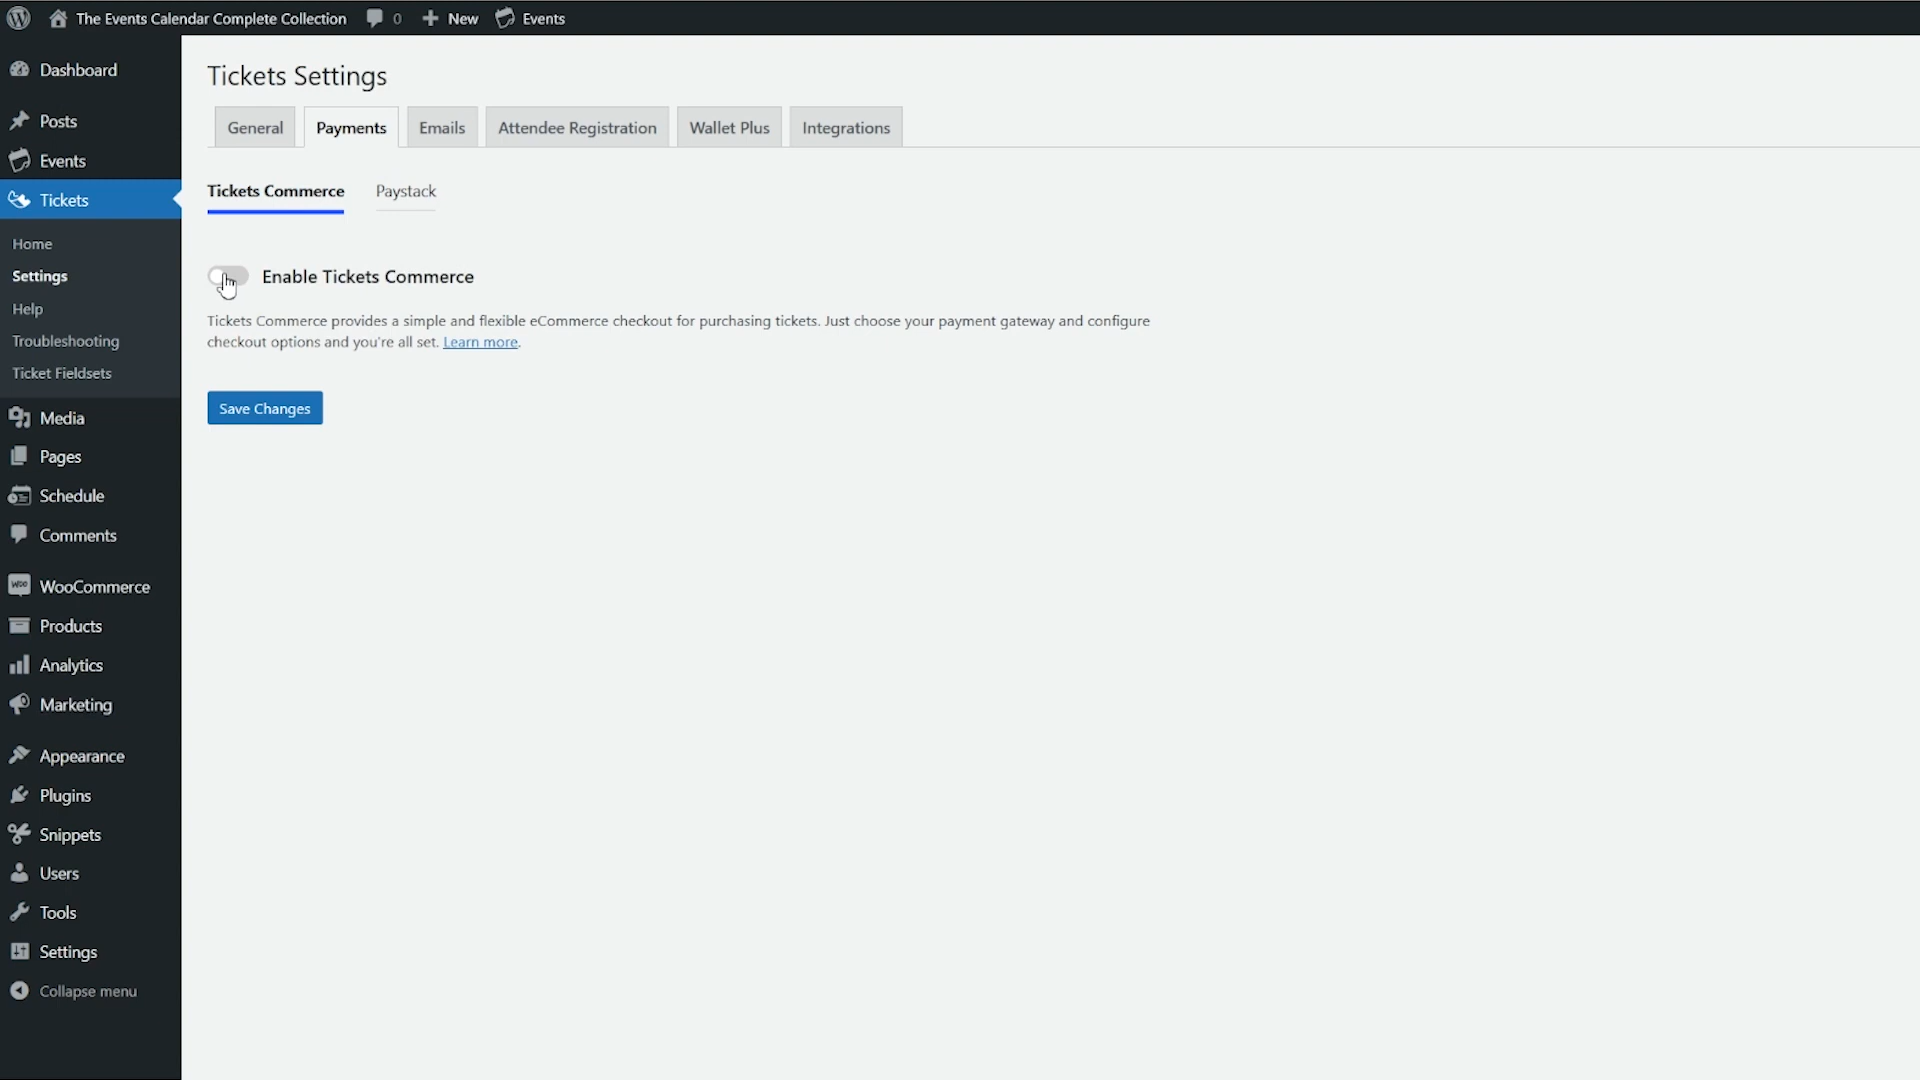 The Events Calendar Complete Collection 0 New Events
Dashboard
Posts
Events
Tickets
Home
Settings
Help
Troubleshooting
Ticket Fieldsets
Media
Pages
Schedule
Comments
Woo WooCommerce
Products
Analytics
Marketing
Appearance
Plugins
Snippets
Users
Tools
Settings
Collapse menu
Tickets Settings
General Payments Emails Attendee Registration Wallet Plus Integrations
Tickets Commerce Paystack
Enable Tickets Commerce
Tickets Commerce provides a simple and flexible eCommerce checkout for purchasing tickets. Just choose your payment gateway and configure
checkout options and you're all set. Learn more.
Save Changes